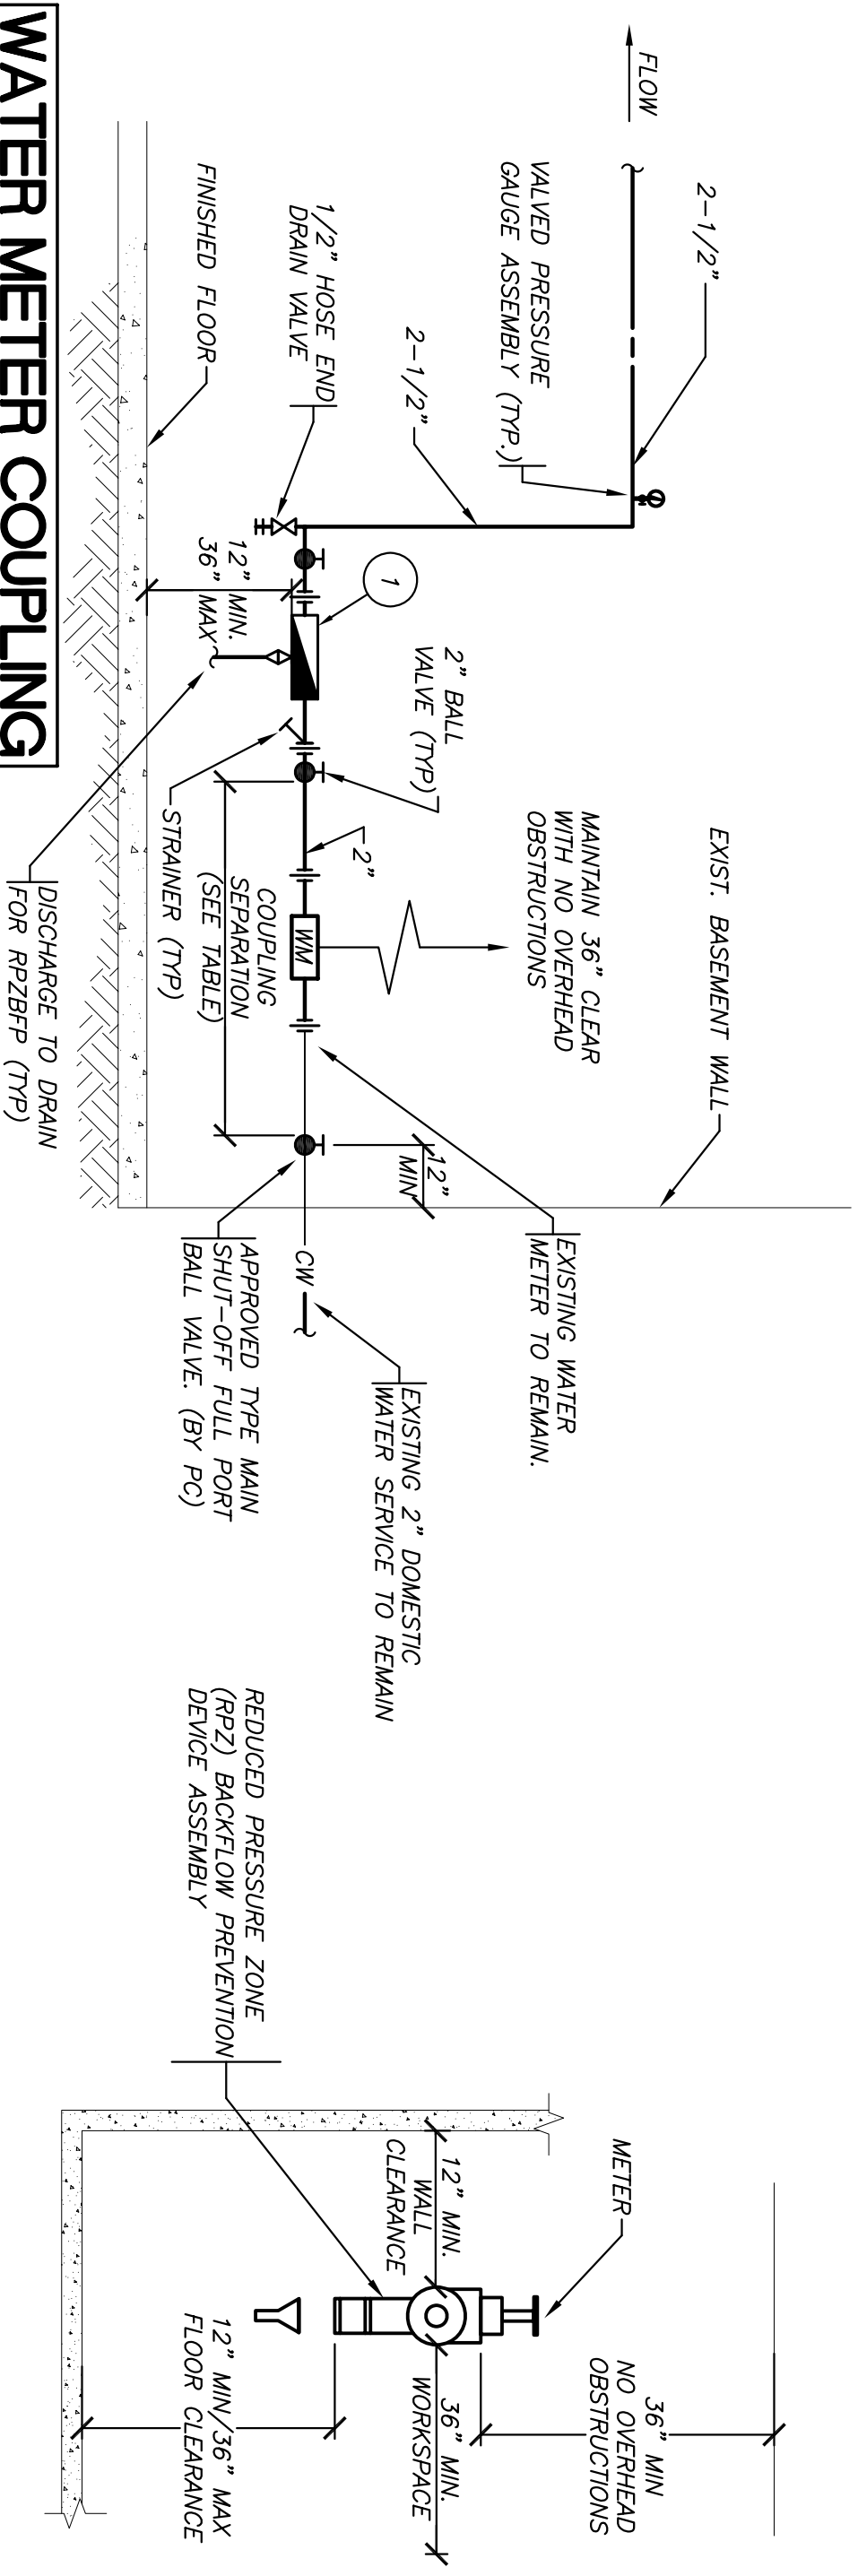 FLOW
2-1/2"
VALVED PRESSURE
GAUGE ASSEMBLY (TYP.)
2-1/2"
1/2" HOSE END
DRAIN VALVE
FINISHED FLOOR
12" MIN.
36" MAX
1
2" BALL
VALVE (TYP)
MAINTAIN 36" CLEAR
WITH NO OVERHEAD
OBSTRUCTIONS
EXIST. BASEMENT WALL
2"
WM
COUPLING
SEPARATION
(SEE TABLE)
STRAINER (TYP)
DISCHARGE TO DRAIN
FOR RPZBFP (TYP)
12"
MIN
EXISTING WATER
METER TO REMAIN.
CW
EXISTING 2" DOMESTIC
WATER SERVICE TO REMAIN
APPROVED TYPE MAIN
SHUT-OFF FULL PORT
BALL VALVE. (BY PC)
WATER METER COUPLING
REDUCED PRESSURE ZONE
(RPZ) BACKFLOW PREVENTION
DEVICE ASSEMBLY
METER
12" MIN.
WALL
CLEARANCE
36" MIN
NO OVERHEAD
OBSTRUCTIONS
36" MIN.
WORKSPACE
12" MIN/36" MAX
FLOOR CLEARANCE